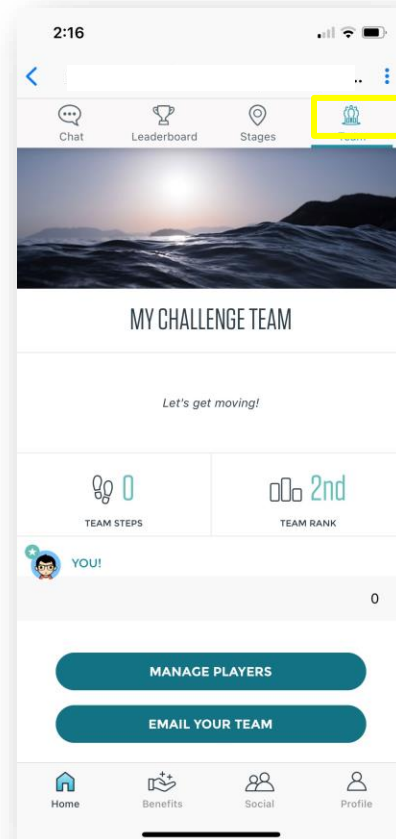 2:16
..
Chat Leaderboard Stages Team
MY CHALLENGE TEAM
Let's get moving!
0 2nd
TEAM STEPS TEAM RANK
YOU!
0
MANAGE PLAYERS
EMAIL YOUR TEAM
Home Benefits Social Profile